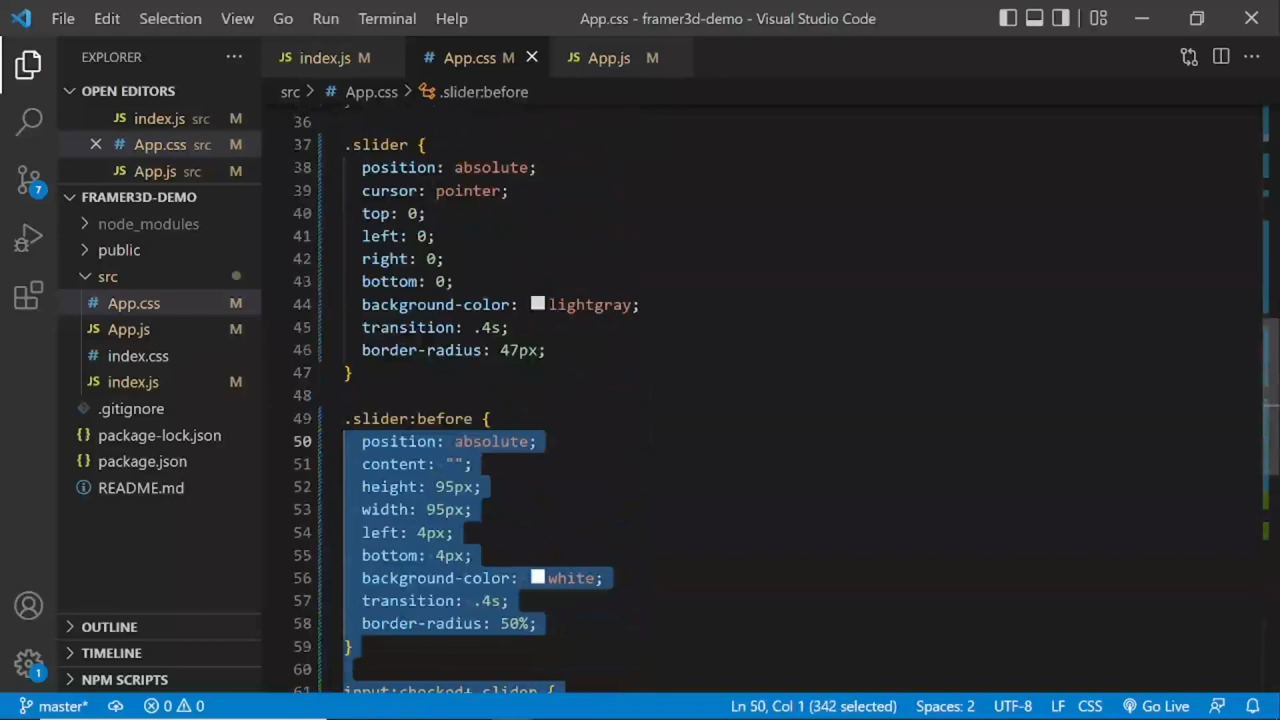 File Edit Selection View Go Run Terminal Help App.css - framer3d-demo - Visual Studio Code
EXPLORER
JS index.js M # App.css M JS App.js M
OPEN EDITORS
src > # App.css > .slider:before
JS index.js src M
# App.css src M
JS App.js src M
FRAMER3D-DEMO
node_modules
public
src
# App.css M
JS App.js M
# index.css
JS index.js M
.gitignore
{} package-lock.json
{} package.json
README.md
OUTLINE
TIMELINE
NPM SCRIPTS
7
1
36
37 .slider {
38 position: absolute;
39 cursor: pointer;
40 top: 0;
41 left: 0;
42 right: 0;
43 bottom: 0;
44 background-color: lightgray;
45 transition: .4s;
46 border-radius: 47px;
47 }
48
49 .slider:before {
50 position: absolute;
51 content: "";
52 height: 95px;
53 width: 95px;
54 left: 4px;
55 bottom: 4px;
56 background-color: white;
57 transition: .4s;
58 border-radius: 50%;
59 }
60
61 input:checked+.slider {
master* 0 0 Ln 50, Col 1 (342 selected) Spaces: 2 UTF-8 LF CSS Go Live